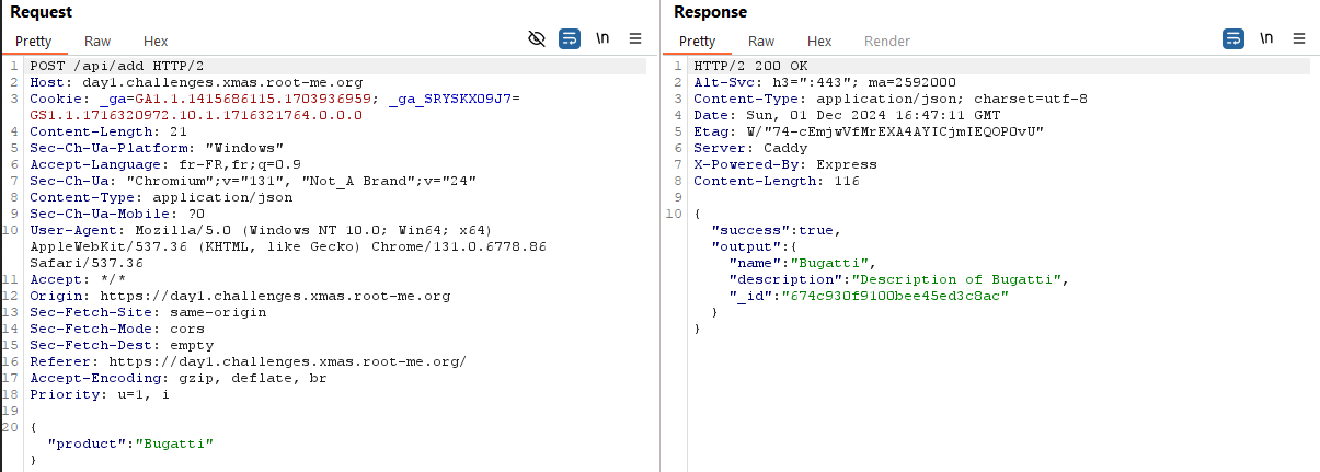 Request
Pretty Raw Hex
\n
1 POST /api/add HTTP/2
2 Host: day1.challenges.xmas.root-me.org
3 Cookie: _ga=GA1.1.1415686115.1703936959; _ga_SRYSKX09J7=
GS1.1.1716320972.10.1.1716321764.0.0.0
4 Content-Length: 21
5 Sec-Ch-Ua-Platform: "Windows"
6 Accept-Language: fr-FR,fr;q=0.9
7 Sec-Ch-Ua: "Chromium";v="131", "Not_A Brand";v="24"
8 Content-Type: application/json
9 Sec-Ch-Ua-Mobile: ?0
10 User-Agent: Mozilla/5.0 (Windows NT 10.0; Win64; x64)
AppleWebKit/537.36 (KHTML, like Gecko) Chrome/131.0.6778.86
Safari/537.36
11 Accept: */*
12 Origin: https://day1.challenges.xmas.root-me.org
13 Sec-Fetch-Site: same-origin
14 Sec-Fetch-Mode: cors
15 Sec-Fetch-Dest: empty
16 Referer: https://day1.challenges.xmas.root-me.org/
17 Accept-Encoding: gzip, deflate, br
18 Priority: u=1, i
19
20 {
"product":"Bugatti"
}
Response
Pretty Raw Hex Render
\n
1 HTTP/2 200 OK
2 Alt-Svc: h3=":443"; ma=2592000
3 Content-Type: application/json; charset=utf-8
4 Date: Sun, 01 Dec 2024 16:47:11 GMT
5 Etag: W/"74-cEmjwVfMrEXA4AYICjmIEQOP0vU"
6 Server: Caddy
7 X-Powered-By: Express
8 Content-Length: 116
9
10 {
"success":true,
"output":{
"name":"Bugatti",
"description":"Description of Bugatti",
"_id":"674c930f9100bee45ed3c8ac"
}
}